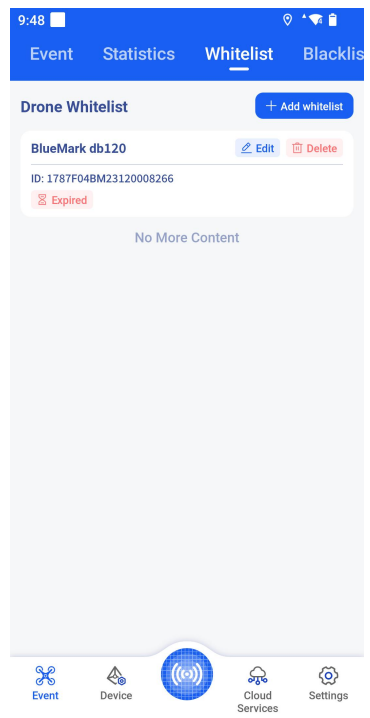 9:48
Event Statistics Whitelist Blacklis
Drone Whitelist
+ Add whitelist
BlueMark db120
Edit
Delete
ID: 1787F04BM23120008266
Expired
No More Content
Event Device Cloud Services Settings